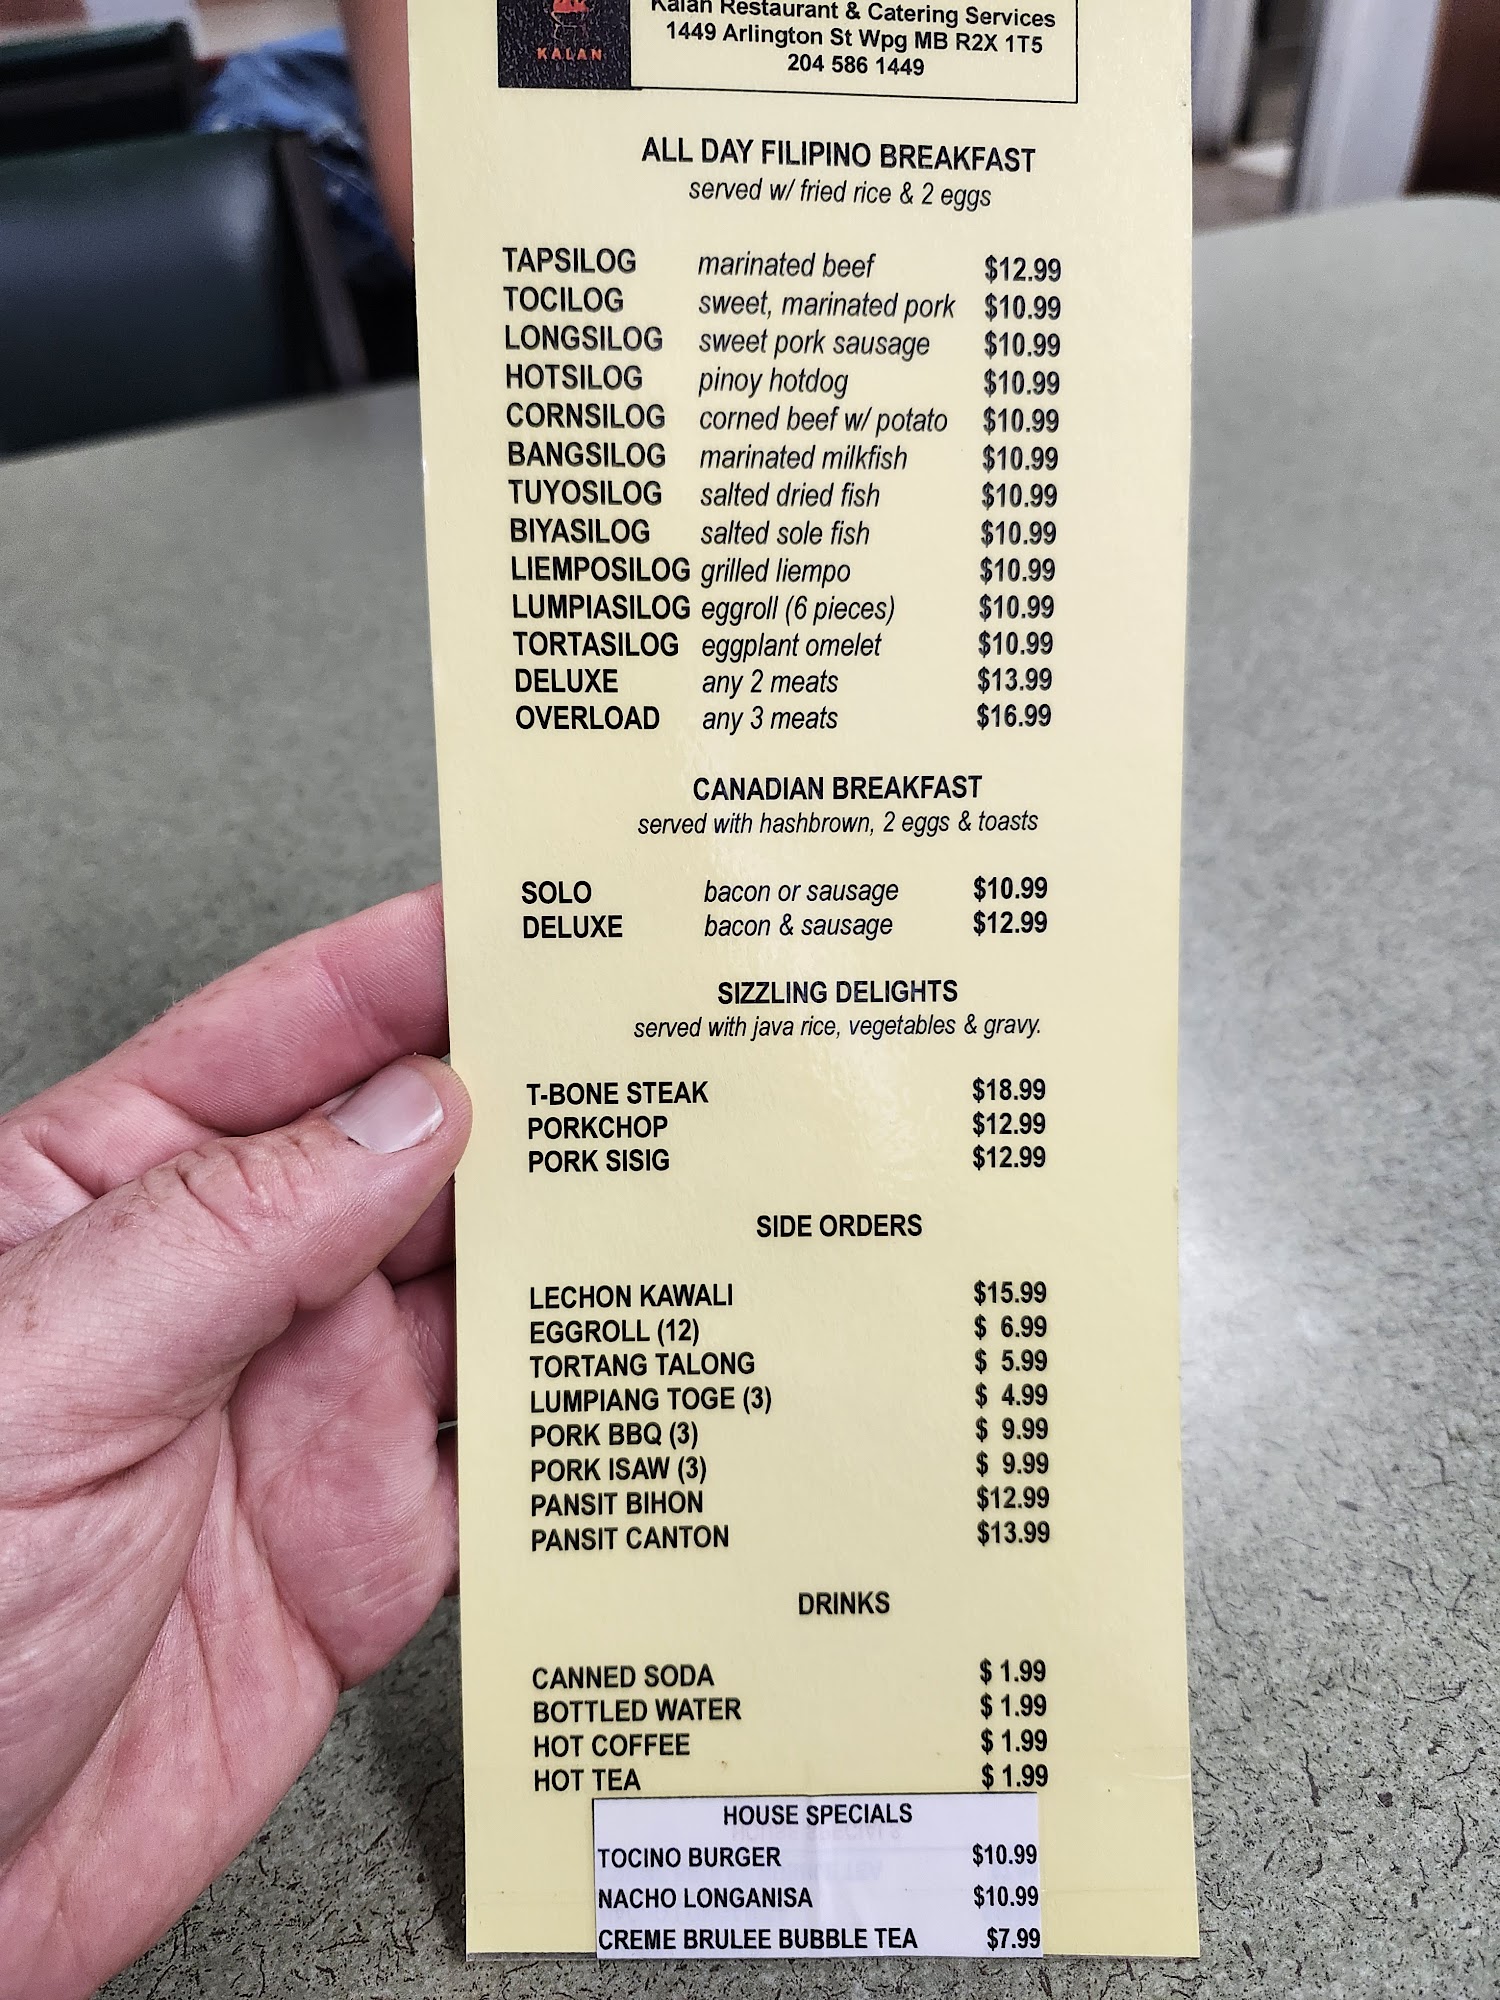 KALAN
Kalan Restaurant & Catering Services
1449 Arlington St Wpg MB R2X 1T5
204 586 1449
ALL DAY FILIPINO BREAKFAST
served w/ fried rice & 2 eggs
TAPSILOG marinated beef $12.99
TOCILOG sweet, marinated pork $10.99
LONGSILOG sweet pork sausage $10.99
HOTSILOG pinoy hotdog $10.99
CORNSILOG corned beef w/ potato $10.99
BANGSILOG marinated milkfish $10.99
TUYOSILOG salted dried fish $10.99
BIYASILOG salted sole fish $10.99
LIEMPOSILOG grilled liempo $10.99
LUMPIASILOG eggroll (6 pieces) $10.99
TORTASILOG eggplant omelet $10.99
DELUXE any 2 meats $13.99
OVERLOAD any 3 meats $16.99
CANADIAN BREAKFAST
served with hashbrown, 2 eggs & toasts
SOLO bacon or sausage $10.99
DELUXE bacon & sausage $12.99
SIZZLING DELIGHTS
served with java rice, vegetables & gravy.
T-BONE STEAK $18.99
PORKCHOP $12.99
PORK SISIG $12.99
SIDE ORDERS
LECHON KAWALI $15.99
EGGROLL (12) $ 6.99
TORTANG TALONG $ 5.99
LUMPIANG TOGE (3) $ 4.99
PORK BBQ (3) $ 9.99
PORK ISAW (3) $ 9.99
PANSIT BIHON $12.99
PANSIT CANTON $13.99
DRINKS
CANNED SODA $ 1.99
BOTTLED WATER $ 1.99
HOT COFFEE $ 1.99
HOT TEA $ 1.99
HOUSE SPECIALS
TOCINO BURGER $10.99
NACHO LONGANISA $10.99
CREME BRULEE BUBBLE TEA $7.99